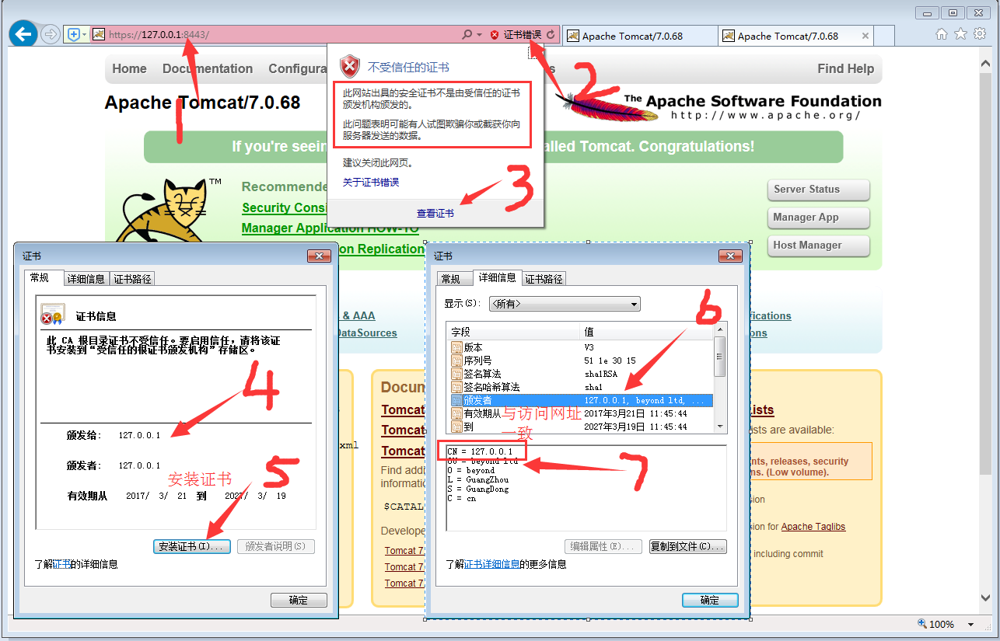 https://127.0.0.1:8443/
证书错误
Apache Tomcat/7.0.68
Apache Tomcat/7.0.68
Home
Documentation
Configura
s
Find Help
Apache Tomcat/7.0.68
1
不受信任的证书
此网站出具的安全证书不是由受信任的证书
颁发机构颁发的。
此问题表明可能有人试图欺骗你或截获你向
服务器发送的数据。
建议关闭此网页。
关于证书错误
查看证书
2
3
The Apache Software Foundation
http://www.apache.org/
If you're seein
alled Tomcat. Congratulations!
TM
Recommende
Security Consi
Manager Application HOW-TO
on Replication
Server Status
Manager App
Host Manager
& AAA
DataSources
fications
ons
证书
常规
详细信息
证书路径
证书信息
此 CA 根目录证书不受信任。要启用信任，请将该证
书安装到“受信任的根证书颁发机构”存储区。
4
颁发给: 127.0.0.1
颁发者: 127.0.0.1
安装证书
5
有效期从 2017/ 3/ 21 到 2027/ 3/ 19
安装证书(I)...
颁发者说明(S)
了解证书的详细信息
确定
xml
Docum
Tomcat
Tomcat
Tomcat
Find addi
informatio
$CATAL
Develope
Tomcat 7.
Tomcat 7.
Tomcat 7.
证书
常规
详细信息
证书路径
显示(S): <所有>
6
字段 值
版本 V3
序列号 51 1e 30 15
签名算法 sha1RSA
签名哈希算法 sha1
颁发者 127.0.0.1, beyond ltd, ...
有效期从 2017年3月21日 11:45:44
到 2027年3月19日 11:45:44
与访问网址
一致
CN = 127.0.0.1
OU = beyond ltd
O = beyond
L = GuangZhou
S = GuangDong
C = cn
7
编辑属性(E)...
复制到文件(C)...
了解证书详细信息的更多信息
确定
Lists
ists are available:
nts, releases, security
ms. (Low volume).
sion
sion for Apache Taglibs
including commit
100%